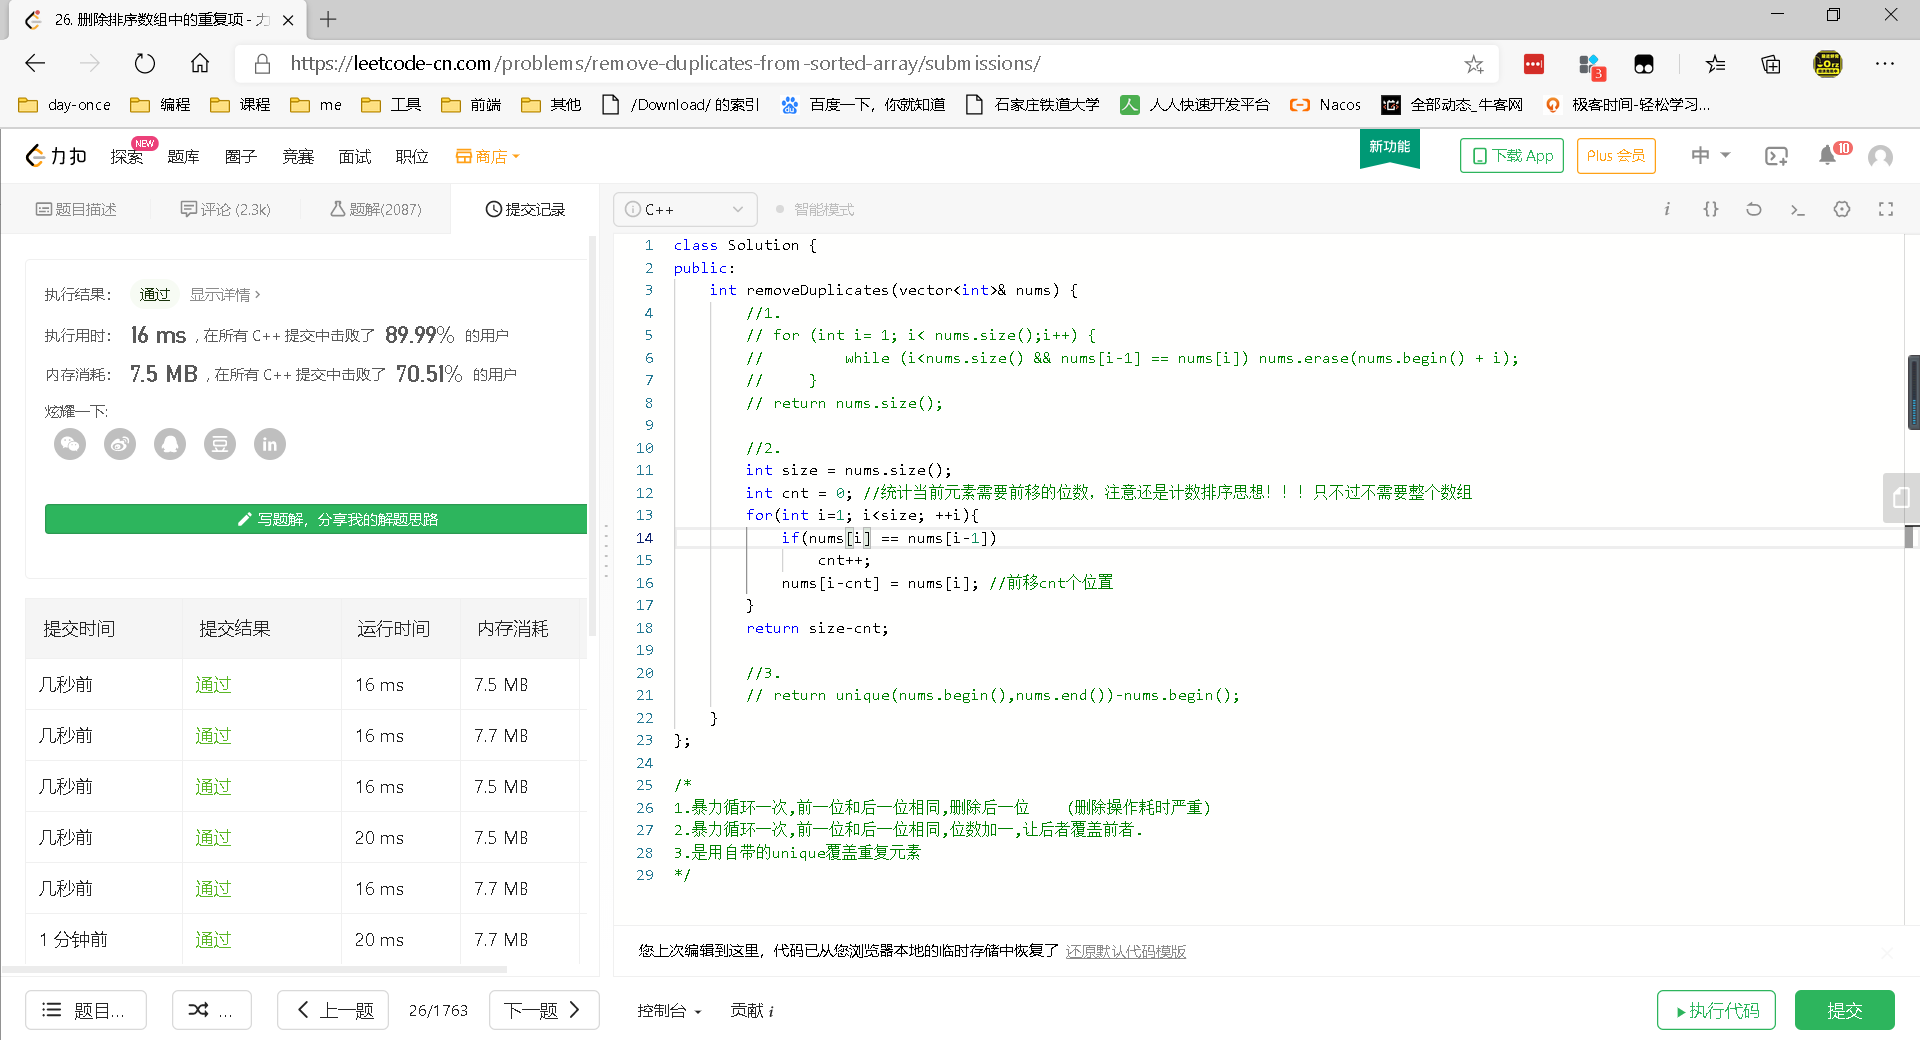 26. 删除排序数组中的重复项 - 力
https://leetcode-cn.com/problems/remove-duplicates-from-sorted-array/submissions/
3
day-once 编程 课程 me 工具 前端 其他 /Download/ 的索引 百度一下，你就知道 石家庄铁道大学 人人快速开发平台 Nacos 全部动态_牛客网 极客时间-轻松学习...
力扣 探索 NEW 题库 圈子 竞赛 面试 职位 商店 新功能 下载 App Plus 会员 中 10
题目描述 评论 (2.3k) 题解(2087) 提交记录
C++ 智能模式
执行结果： 通过 显示详情 >
执行用时： 16 ms , 在所有 C++ 提交中击败了 89.99% 的用户
内存消耗： 7.5 MB , 在所有 C++ 提交中击败了 70.51% 的用户
炫耀一下:
豆 in
写题解，分享我的解题思路
提交时间 提交结果 运行时间 内存消耗
几秒前 通过 16 ms 7.5 MB
几秒前 通过 16 ms 7.7 MB
几秒前 通过 16 ms 7.5 MB
几秒前 通过 20 ms 7.5 MB
几秒前 通过 16 ms 7.7 MB
1 分钟前 通过 20 ms 7.7 MB
1 class Solution {
2 public:
3 int removeDuplicates(vector<int>& nums) {
4 //1.
5 // for (int i= 1; i< nums.size();i++) {
6 // while (i<nums.size() && nums[i-1] == nums[i]) nums.erase(nums.begin() + i);
7 // }
8 // return nums.size();
9
10 //2.
11 int size = nums.size();
12 int cnt = 0; //统计当前元素需要前移的位数，注意还是计数排序思想！！！只不过不需要整个数组
13 for(int i=1; i<size; ++i){
14 if(nums[i] == nums[i-1])
15 cnt++;
16 nums[i-cnt] = nums[i]; //前移cnt个位置
17 }
18 return size-cnt;
19
20 //3.
21 // return unique(nums.begin(),nums.end())-nums.begin();
22 }
23 };
24
25 /*
26 1.暴力循环一次,前一位和后一位相同,删除后一位 （删除操作耗时严重）
27 2.暴力循环一次,前一位和后一位相同,位数加一,让后者覆盖前者.
28 3.是用自带的unique覆盖重复元素
29 */
您上次编辑到这里，代码已从您浏览器本地的临时存储中恢复了 还原默认代码模版
题目... ... 上一题 26/1763 下一题 控制台 贡献 i 执行代码 提交